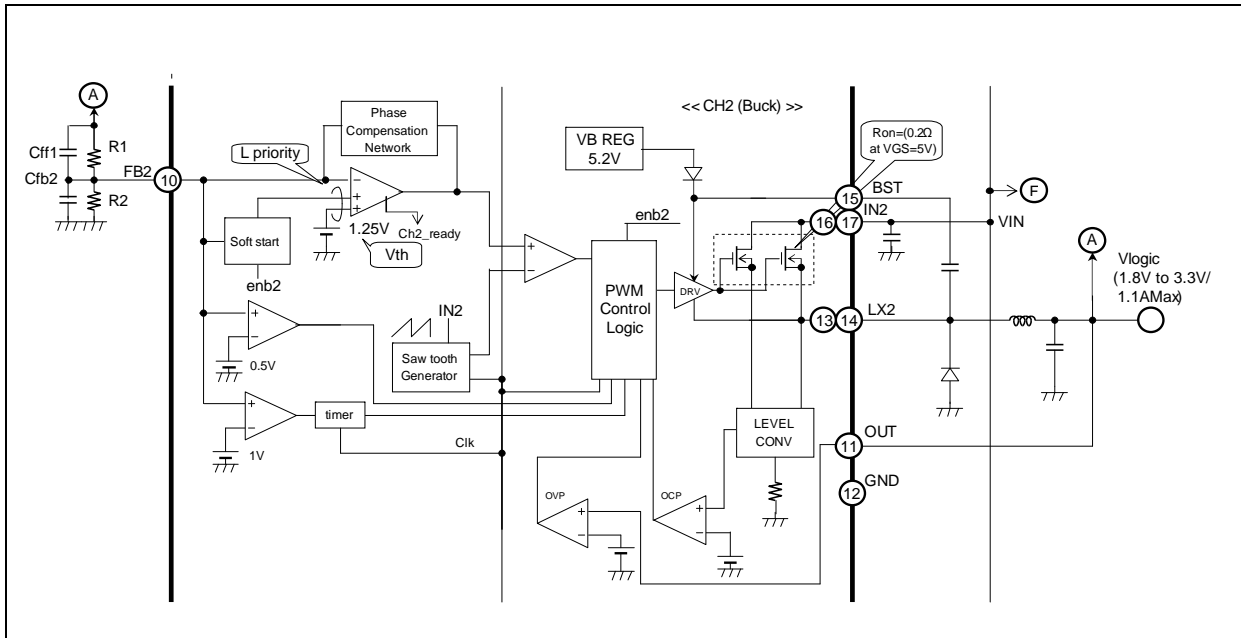 << CH2 (Buck) >>
A
Phase
Compensation
Network
VB REG
5.2V
Ron=(0.2Ω
at VGS=5V)
Cff1
R1
L priority
FB2
10
Cfb2
R2
15
BST
F
16
17
IN2
VIN
Soft start
1.25V
Ch2_ready
Vth
enb2
enb2
A
Vlogic
(1.8V to 3.3V/
1.1AMax)
PWM
Control
Logic
DRV
13
14
LX2
IN2
Saw tooth
Generator
0.5V
timer
Clk
1V
LEVEL
CONV
OUT
11
GND
12
OVP
OCP